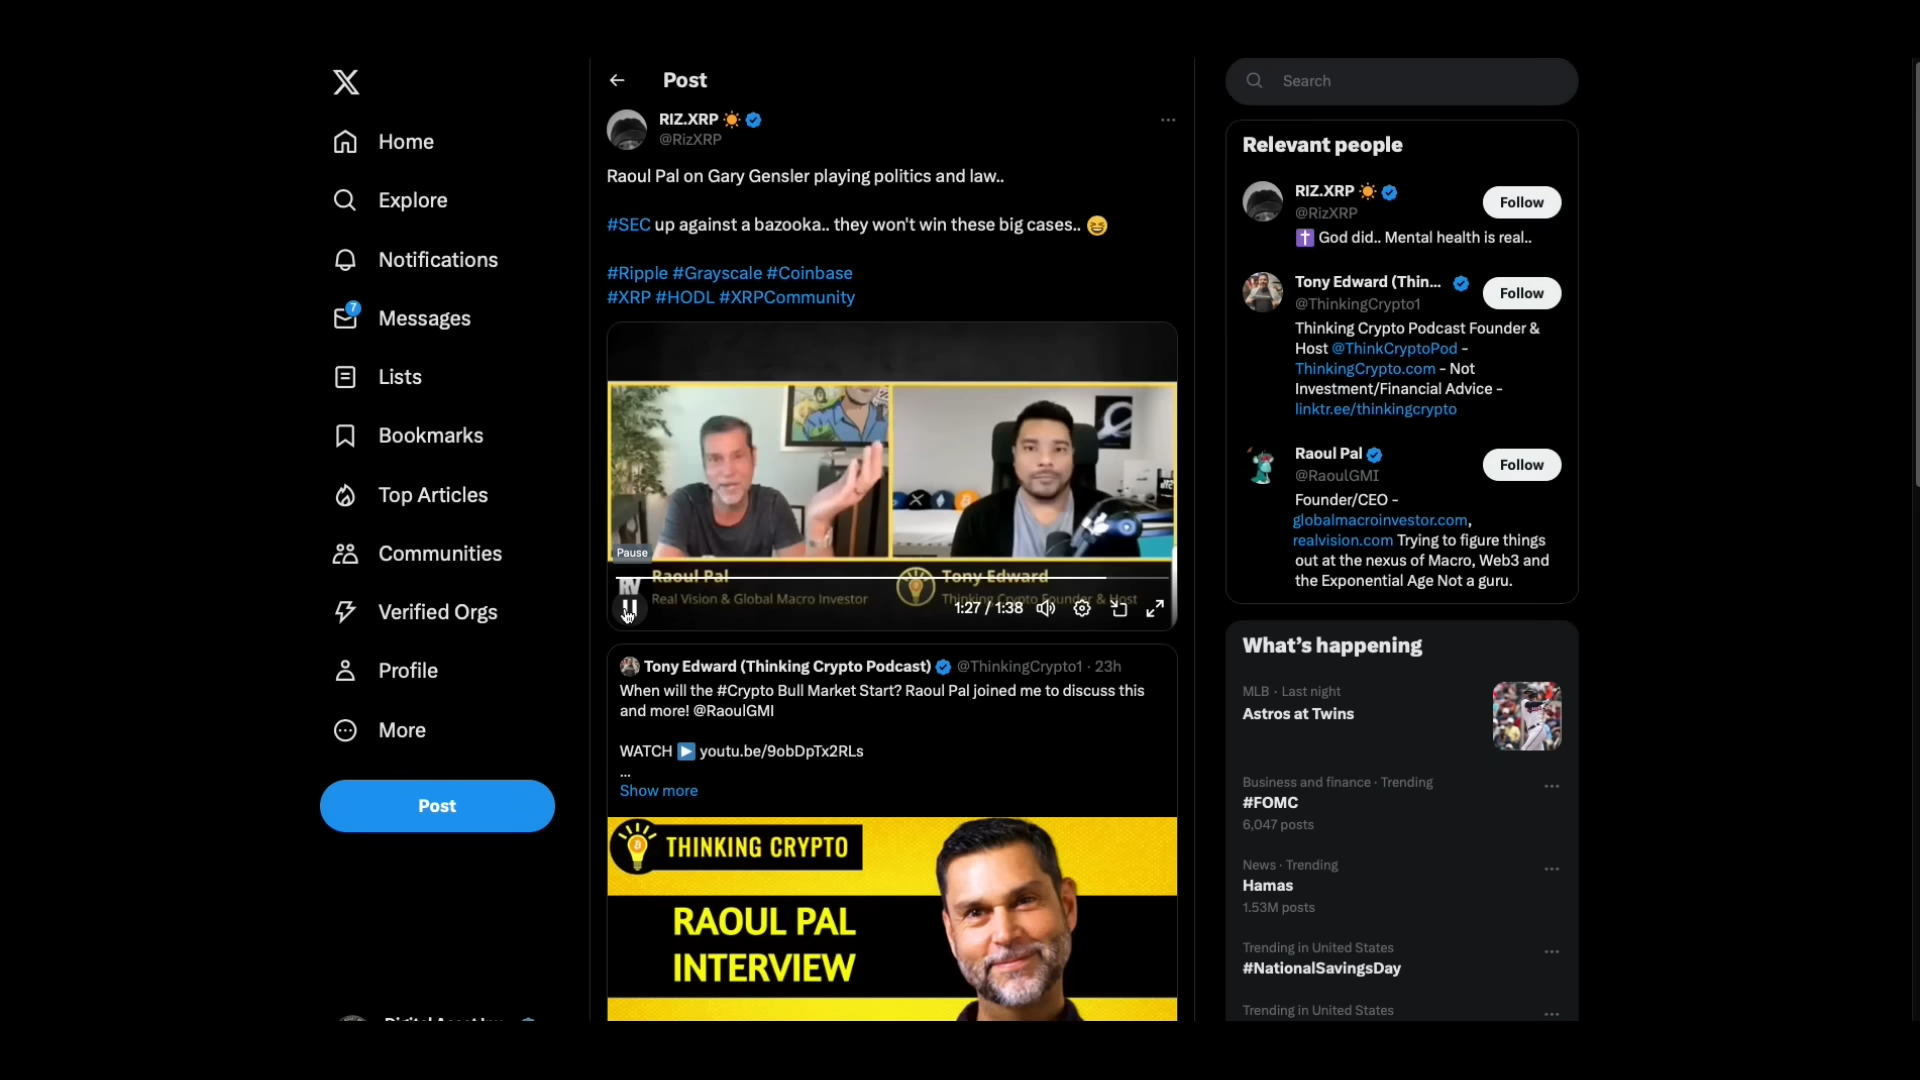 Home
Explore
Notifications
7
Messages
Lists
Bookmarks
Top Articles
Communities
Verified Orgs
Profile
More
Post
Post
RIZ.XRP
@RizXRP
Raoul Pal on Gary Gensler playing politics and law..
#SEC up against a bazooka.. they won't win these big cases..
#Ripple #Grayscale #Coinbase
#XRP #HODL #XRPCommunity
Pause
RV
Raoul Pal
Real Vision & Global Macro Investor
Tony Edward
Thinking Crypto Founder & Host
1:27 / 1:38
Tony Edward (Thinking Crypto Podcast) @ThinkingCrypto1 · 23h
When will the #Crypto Bull Market Start? Raoul Pal joined me to discuss this
and more! @RaoulGMI
WATCH youtu.be/9obDpTx2RLs
...
Show more
THINKING CRYPTO
RAOUL PAL
INTERVIEW
Search
Relevant people
RIZ.XRP
@RizXRP
Follow
God did.. Mental health is real..
Tony Edward (Thin...
@ThinkingCrypto1
Follow
Thinking Crypto Podcast Founder &
Host @ThinkCryptoPod -
ThinkingCrypto.com - Not
Investment/Financial Advice -
linktr.ee/thinkingcrypto
Raoul Pal
@RaoulGMI
Follow
Founder/CEO -
globalmacroinvestor.com,
realvision.com Trying to figure things
out at the nexus of Macro, Web3 and
the Exponential Age Not a guru.
What's happening
MLB · Last night
Astros at Twins
Business and finance · Trending
#FOMC
6,047 posts
News · Trending
Hamas
1.53M posts
Trending in United States
#NationalSavingsDay
Trending in United States